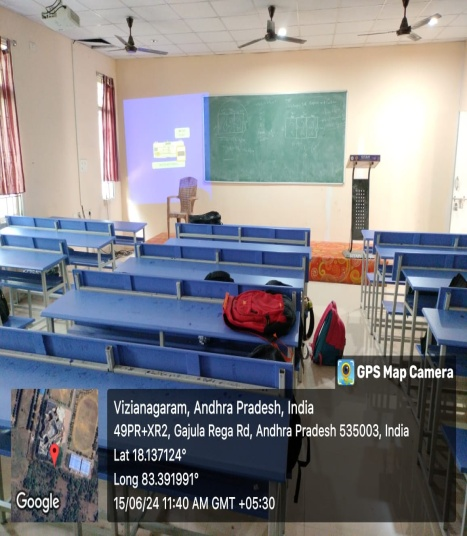 GPS Map Camera
Vizianagaram, Andhra Pradesh, India
49PR+XR2, Gajula Rega Rd, Andhra Pradesh 535003, India
Lat 18.137124°
Long 83.391991°
15/06/24 11:40 AM GMT +05:30
Google